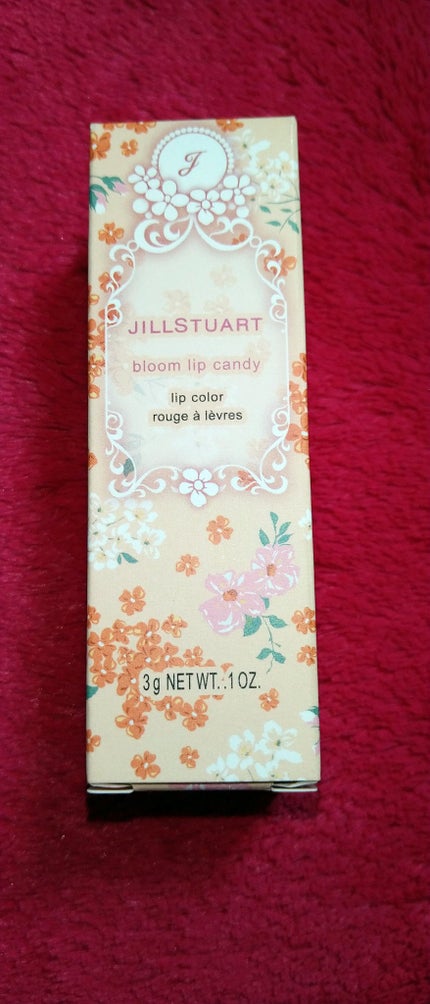 J
JILLSTUART
bloom lip candy
lip color
rouge à lèvres
3g NET WT. .1 OZ.